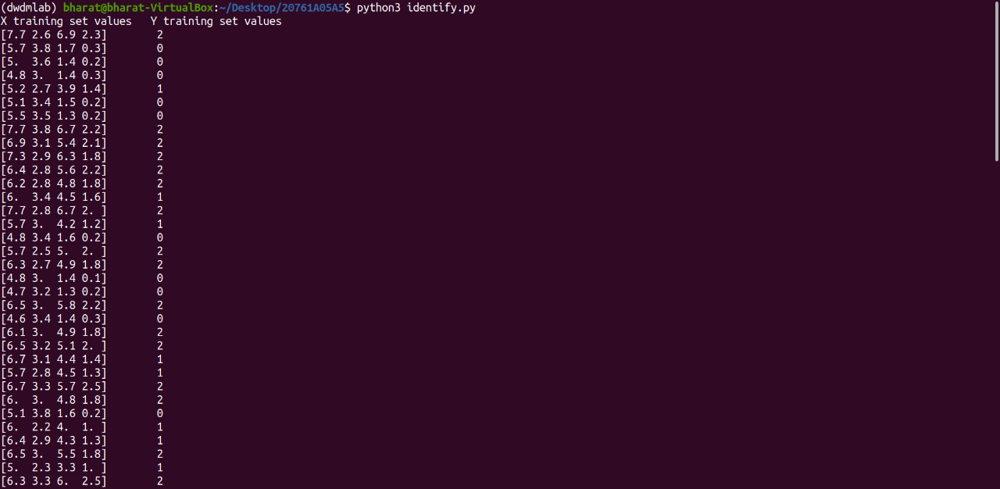 (dwdmlab) bharat@bharat-VirtualBox:~/Desktop/20761A05A5$ python3 identify.py
X training set values   Y training set values
[7.7 2.6 6.9 2.3]        2
[5.7 3.8 1.7 0.3]        0
[5.  3.6 1.4 0.2]        0
[4.8 3.  1.4 0.3]        0
[5.2 2.7 3.9 1.4]        1
[5.1 3.4 1.5 0.2]        0
[5.5 3.5 1.3 0.2]        0
[7.7 3.8 6.7 2.2]        2
[6.9 3.1 5.4 2.1]        2
[7.3 2.9 6.3 1.8]        2
[6.4 2.8 5.6 2.2]        2
[6.2 2.8 4.8 1.8]        2
[6.  3.4 4.5 1.6]        1
[7.7 2.8 6.7 2. ]        2
[5.7 3.  4.2 1.2]        1
[4.8 3.4 1.6 0.2]        0
[5.7 2.5 5.  2. ]        2
[6.3 2.7 4.9 1.8]        2
[4.8 3.  1.4 0.1]        0
[4.7 3.2 1.3 0.2]        0
[6.5 3.  5.8 2.2]        2
[4.6 3.4 1.4 0.3]        0
[6.1 3.  4.9 1.8]        2
[6.5 3.2 5.1 2. ]        2
[6.7 3.1 4.4 1.4]        1
[5.7 2.8 4.5 1.3]        1
[6.7 3.3 5.7 2.5]        2
[6.  3.  4.8 1.8]        2
[5.1 3.8 1.6 0.2]        0
[6.  2.2 4.  1. ]        1
[6.4 2.9 4.3 1.3]        1
[6.5 3.  5.5 1.8]        2
[5.  2.3 3.3 1. ]        1
[6.3 3.3 6.  2.5]        2